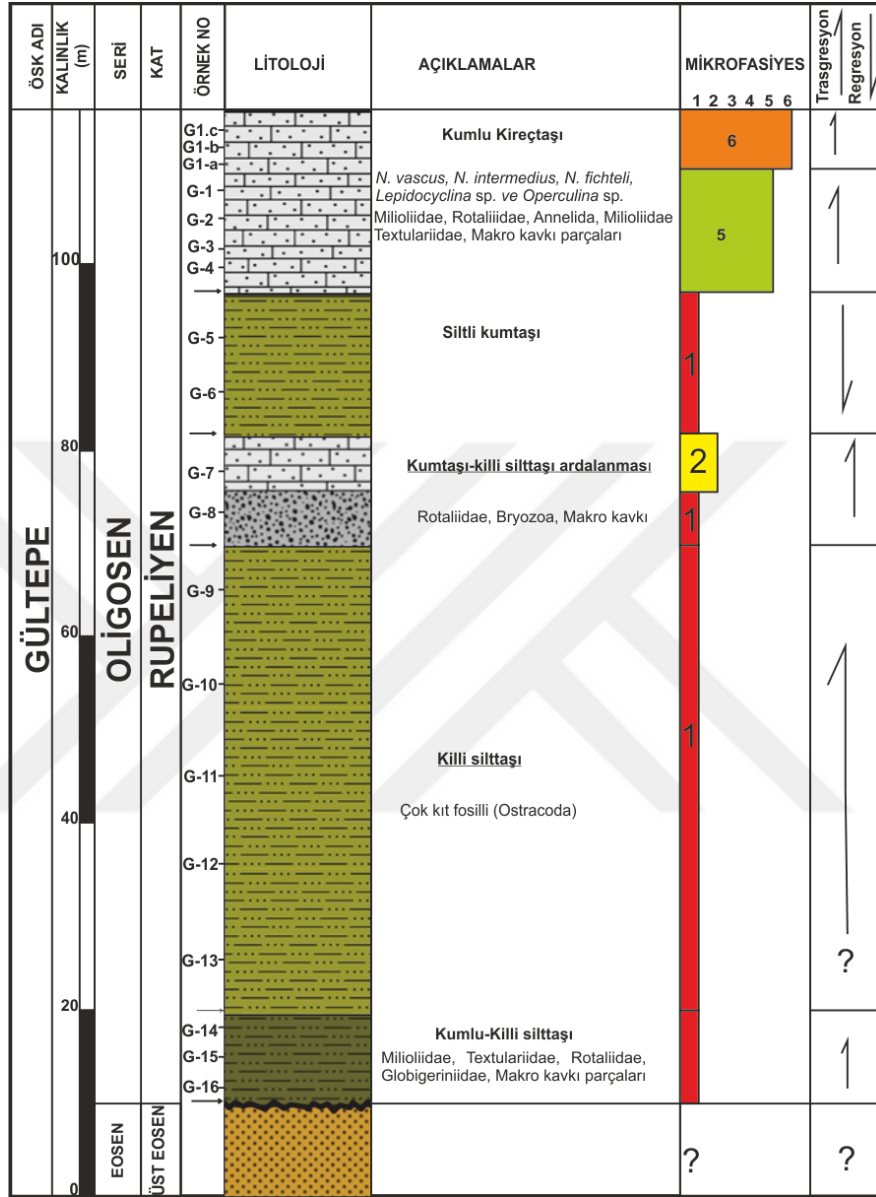 ÖSK ADI
KALINLIK
(m)
SERİ
KAT
ÖRNEK NO
LİTOLOJİ
AÇIKLAMALAR
MİKROFASİYES
1 2 3 4 5 6
Trasgresyon
Regresyon
G1.c
G1-b
G1-a
G-1
G-2
G-3
G-4
G-5
G-6
G-7
G-8
G-9
G-10
G-11
G-12
G-13
G-14
G-15
G-16
100
80
60
40
20
0
GÜLTEPE
OLİGOSEN
RUPELİYEN
EOSEN
ÜST EOSEN
Kumlu Kireçtaşı
N. vascus, N. intermedius, N. fichteli,
Lepidocyclina sp. ve Operculina sp.
Milioliidae, Rotaliiidae, Annelida, Milioliidae
Textulariidae, Makro kavkı parçaları
Siltli kumtaşı
Kumtaşı-killi silttaşı ardalanması
Rotaliidae, Bryozoa, Makro kavkı
Killi silttaşı
Çok kıt fosilli (Ostracoda)
Kumlu-Killi silttaşı
Milioliidae, Textulariidae, Rotaliidae,
Globigeriniidae, Makro kavkı parçaları
6
5
1
2
1
1
?
?
?